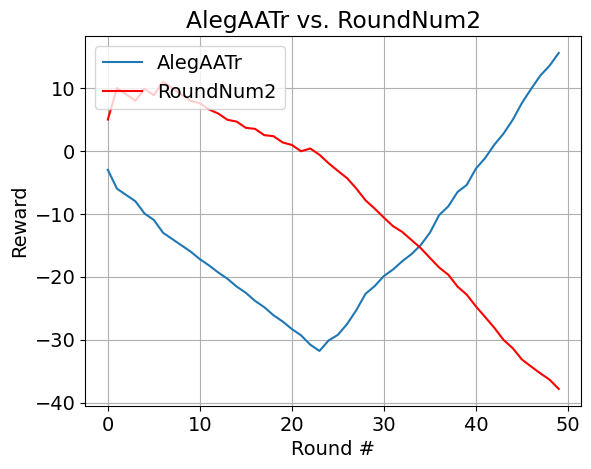 AlegAATr vs. RoundNum2
AlegAATr
RoundNum2
Reward
10
0
−10
−20
−30
−40
0 10 20 30 40 50
Round #